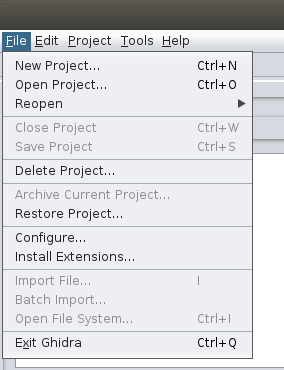 File Edit Project Tools Help
New Project... Ctrl+N
Open Project... Ctrl+O
Reopen
Close Project Ctrl+W
Save Project Ctrl+S
Delete Project...
Archive Current Project...
Restore Project...
Configure...
Install Extensions...
Import File... I
Batch Import...
Open File System... Ctrl+I
Exit Ghidra Ctrl+Q